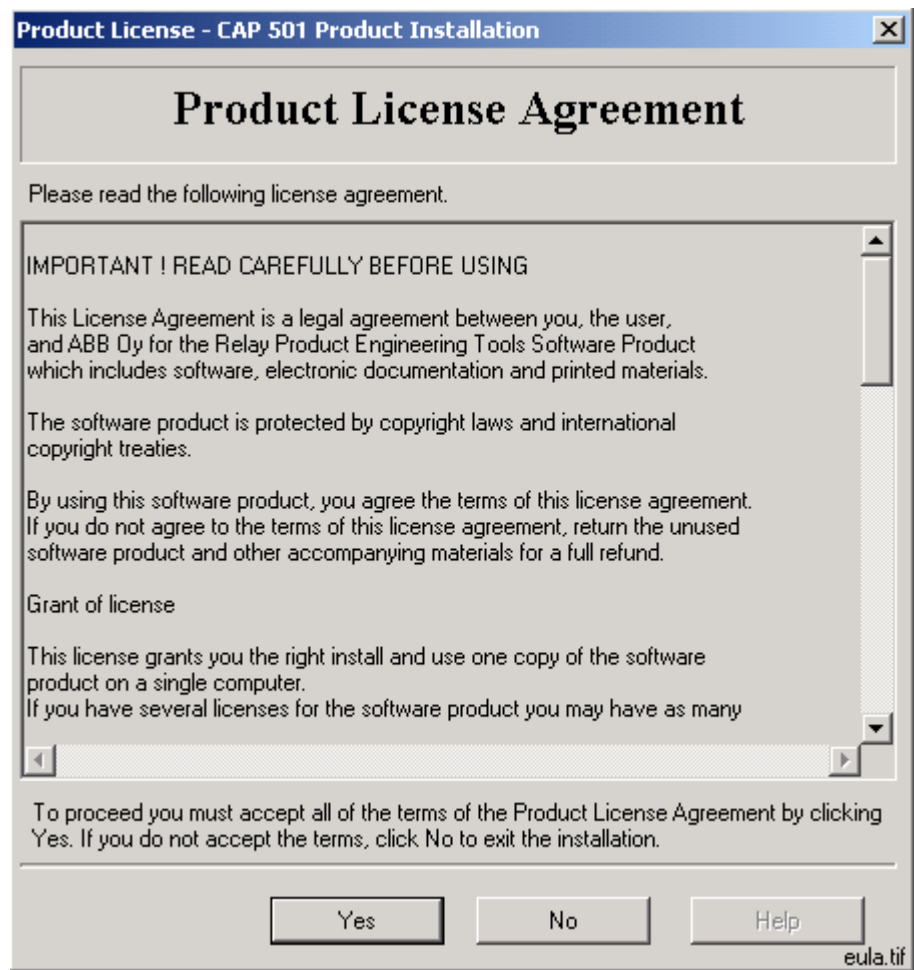 Product License - CAP 501 Product Installation
Product License Agreement
Please read the following license agreement.
IMPORTANT ! READ CAREFULLY BEFORE USING
This License Agreement is a legal agreement between you, the user,
and ABB Oy for the Relay Product Engineering Tools Software Product
which includes software, electronic documentation and printed materials.
The software product is protected by copyright laws and international
copyright treaties.
By using this software product, you agree the terms of this license agreement.
If you do not agree to the terms of this license agreement, return the unused
software product and other accompanying materials for a full refund.
Grant of license
This license grants you the right install and use one copy of the software
product on a single computer.
If you have several licenses for the software product you may have as many
To proceed you must accept all of the terms of the Product License Agreement by clicking
Yes. If you do not accept the terms, click No to exit the installation.
Yes No Help
eula.tif